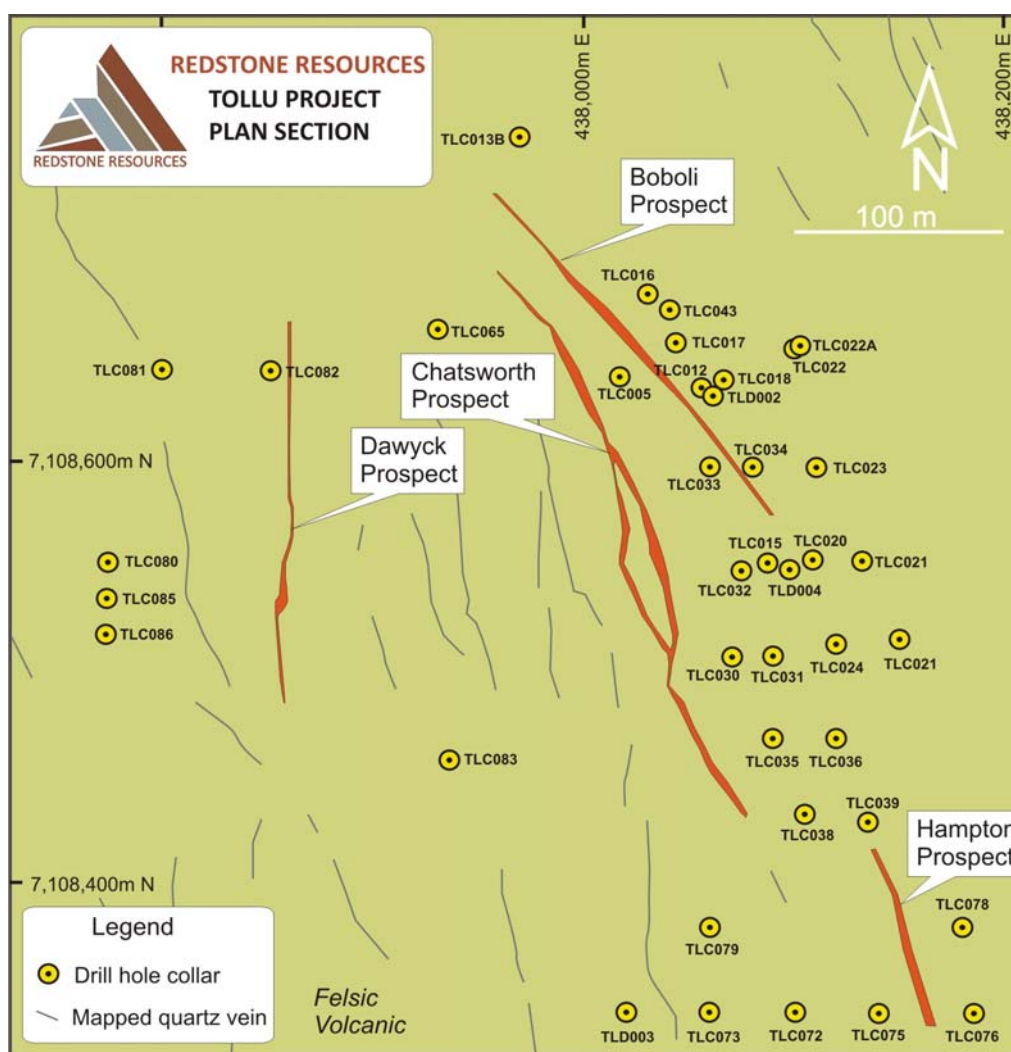 REDSTONE RESOURCES
TOLLU PROJECT
PLAN SECTION
REDSTONE RESOURCES
438,000m E
438,200m E
N
100 m
TLC013B
Boboli
Prospect
TLC016
TLC043
TLC065
TLC017
TLC022A
TLC022
TLC081
TLC082
Chatsworth
Prospect
TLC005
TLC012
TLC018
TLD002
7,108,600m N
Dawyck
Prospect
TLC034
TLC033
TLC023
TLC080
TLC015
TLC020
TLC021
TLC032
TLD004
TLC085
TLC086
TLC030
TLC031
TLC024
TLC021
TLC083
TLC035
TLC036
TLC039
TLC038
Hampton
Prospect
7,108,400m N
TLC078
TLC079
Legend
Drill hole collar
Mapped quartz vein
Felsic
Volcanic
TLD003
TLC073
TLC072
TLC075
TLC076